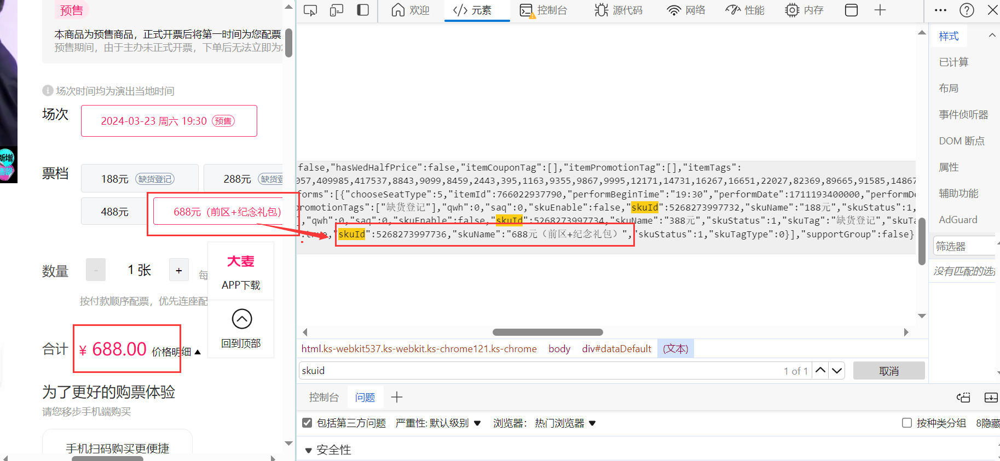 预售
本商品为预售商品，正式开票后将第一时间为您配票
预售期间，由于主办未正式开票，下单后无法立即为
场次时间均为演出当地时间
场次
2024-03-23 周六 19:30 预售
票档
188元 缺货登记
288元 缺货登
488元
688元（前区+纪念礼包）
数量
- 1 张 + 每
按付款顺序配票，优先连座配
合计
¥ 688.00 价格明细
为了更好的购票体验
请您移步手机端购买
手机扫码购买更便捷
大麦
APP下载
回到顶部
新增
欢迎
元素
控制台
源代码
网络
性能
内存
false,"hasWedHalfPrice":false,"itemCouponTag":[],"itemPromotionTag":[],"itemTags":
057,409985,417537,8843,9099,8459,2443,395,1163,9355,9867,9995,12171,14731,16267,16651,22027,82369,89665,91585,14867
orms":[{"chooseSeatType":5,"itemId":766022937790,"performBeginTime":"19:30","performDate":1711193400000,"performDe
promotionTags":["缺货登记"],"qwh":0,"saq":0,"skuEnable":false,"skuId":5268273997732,"skuName":"188元","skuStatus":1,
],"qwh":0,"saq":0,"skuEnable":false,"skuId":5268273997734,"skuName":"388元","skuStatus":1,"skuTag":"缺货登记","skuTa
:true,"skuId":5268273997736,"skuName":"688元（前区+纪念礼包）","skuStatus":1,"skuTagType":0}],"supportGroup":false}
html.ks-webkit537.ks-webkit.ks-chrome121.ks-chrome body div#dataDefault (文本)
skuid
1 of 1
取消
控制台
问题
包括第三方问题
严重性: 默认级别
浏览器:
热门浏览器
按种类分组
8隐藏
安全性
样式
已计算
布局
事件侦听器
DOM 断点
属性
辅助功能
AdGuard
筛选器
没有匹配的选择